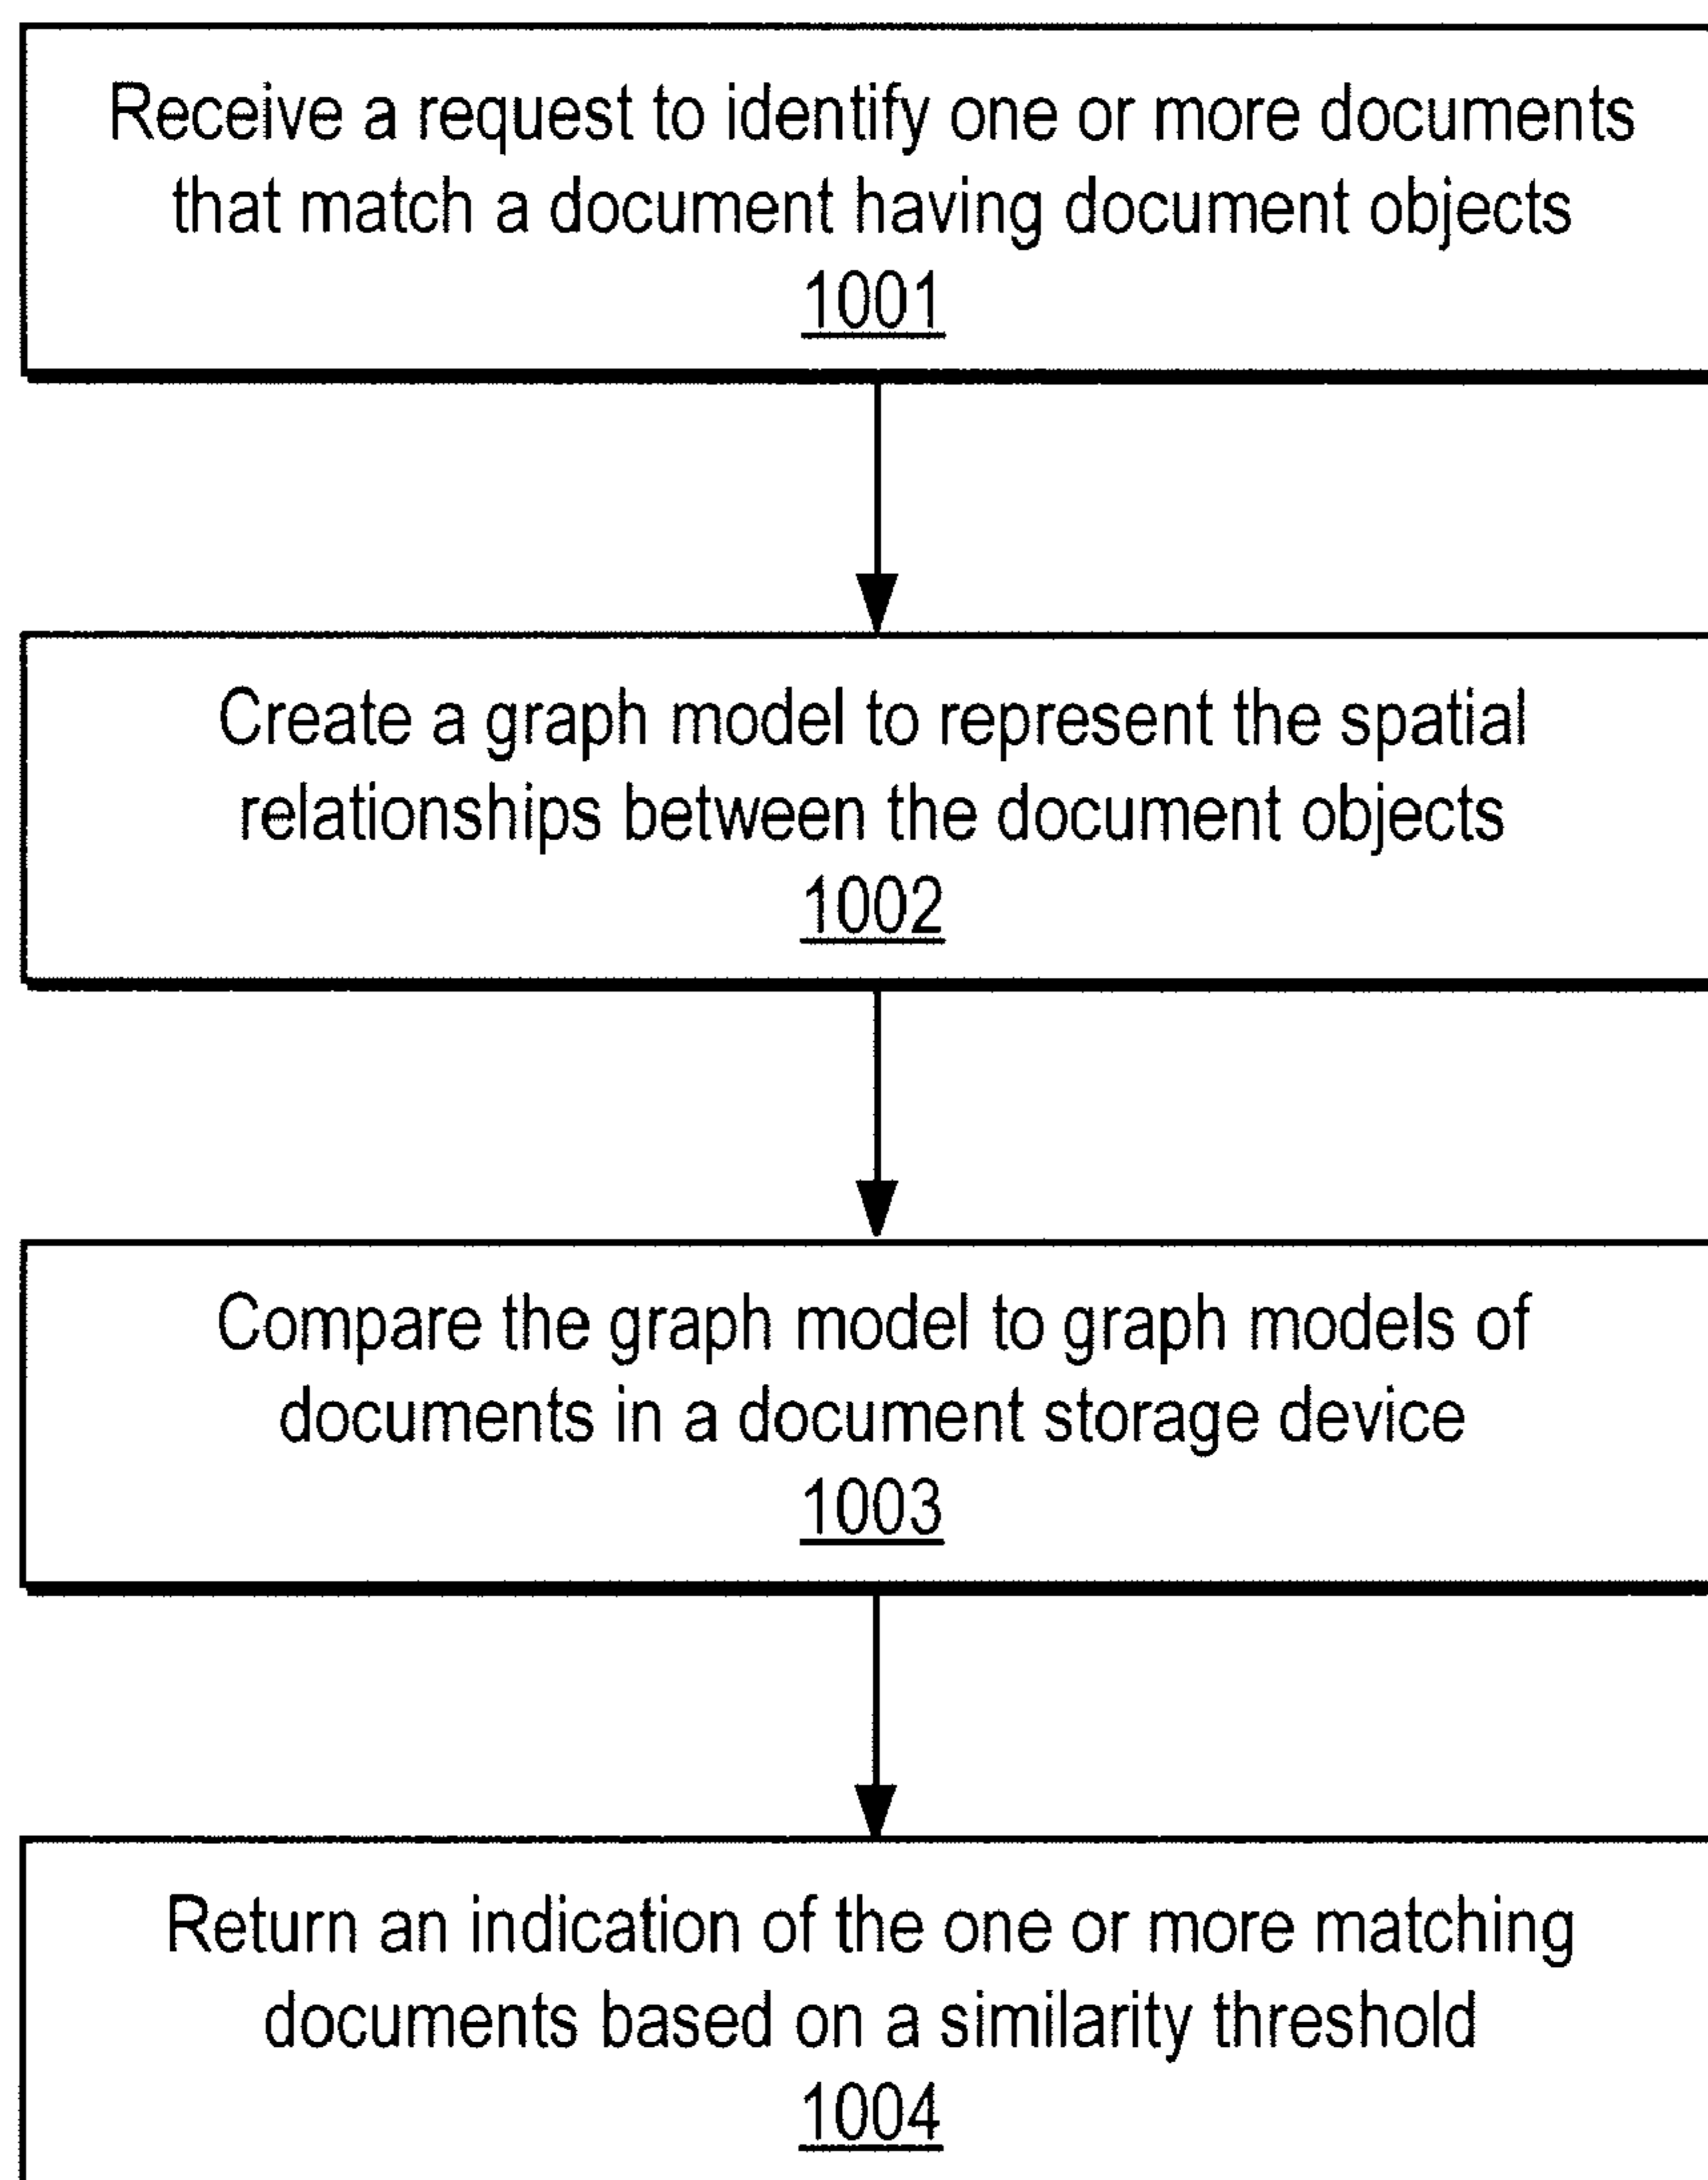 Receive a request to identify one or more documents
that match a document having document objects
1001
Create a graph model to represent the spatial
relationships between the document objects
1002
Compare the graph model to graph models of
documents in a document storage device
1003
Return an indication of the one or more matching
documents based on a similarity threshold
1004